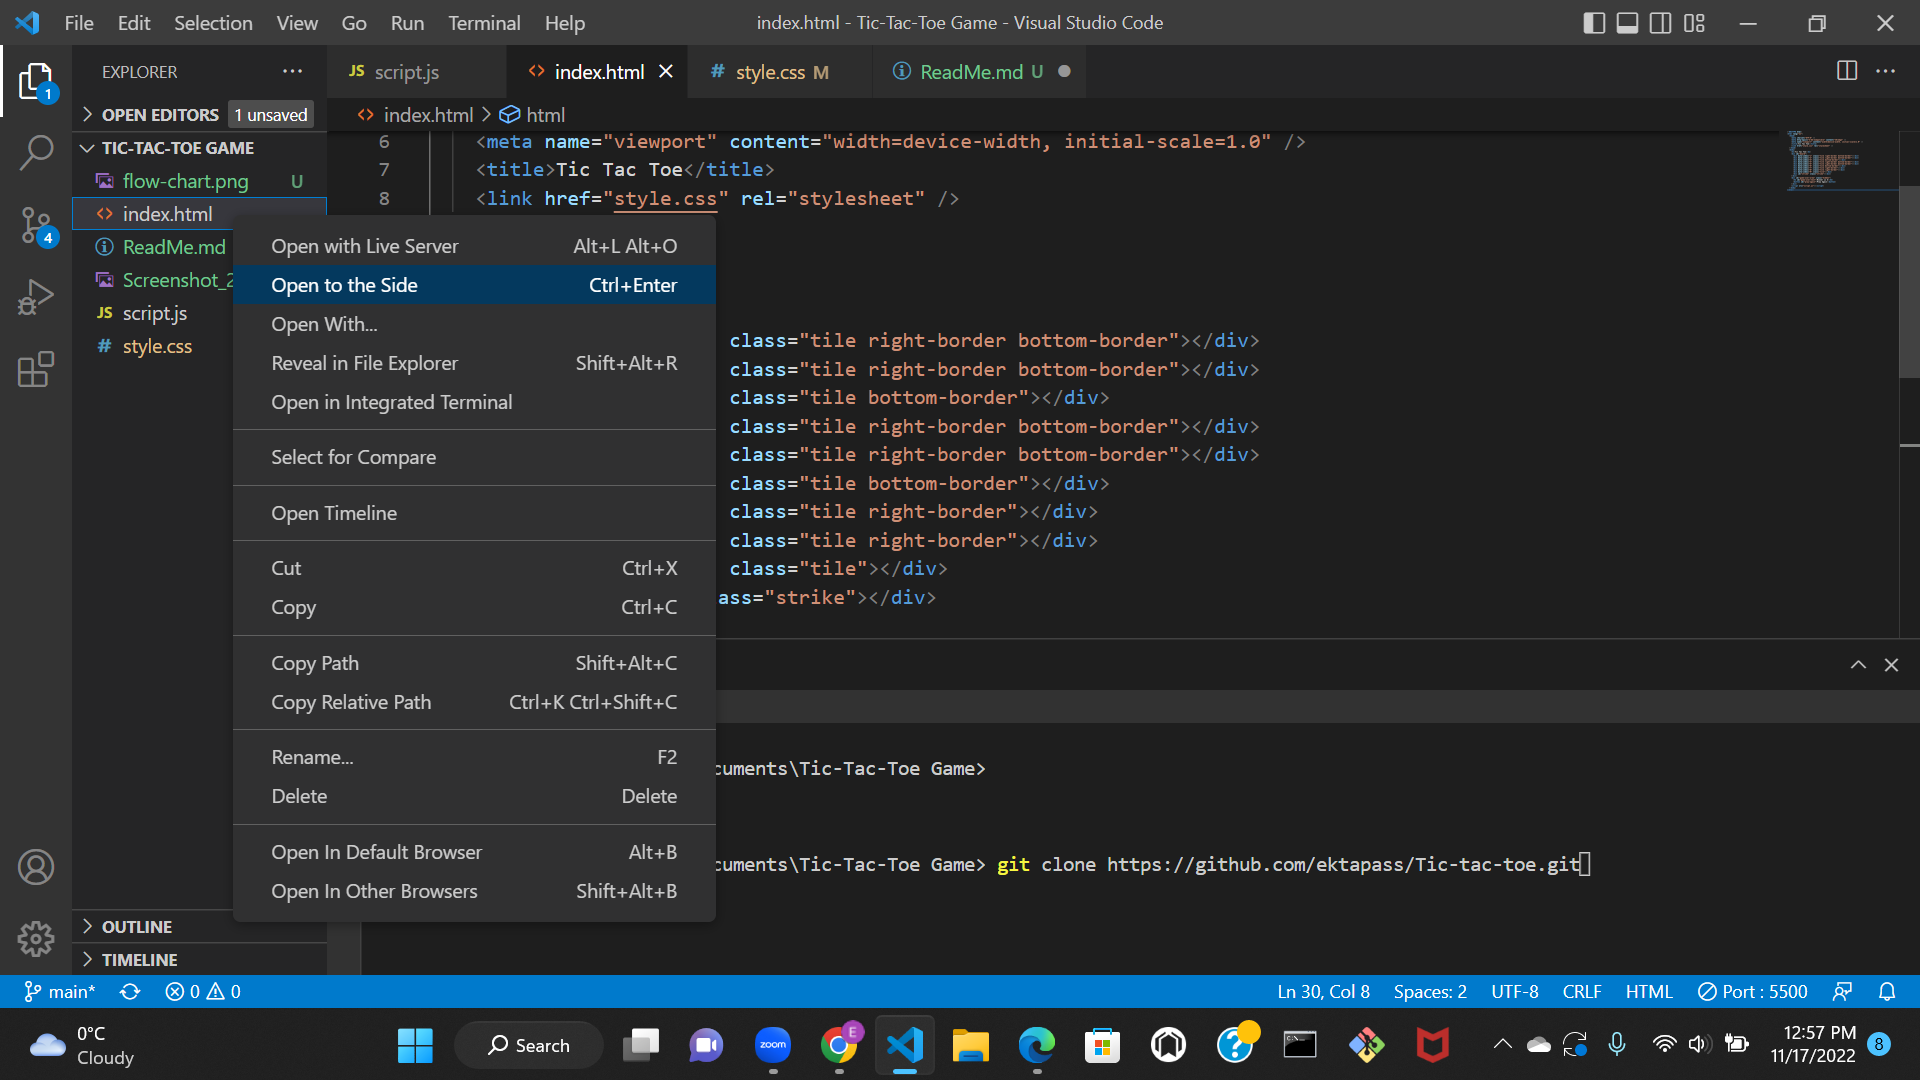 File Edit Selection View Go Run Terminal Help
index.html - Tic-Tac-Toe Game - Visual Studio Code
EXPLORER
JS script.js
<> index.html
# style.css M
ReadMe.md U
OPEN EDITORS 1 unsaved
<> index.html > html
TIC-TAC-TOE GAME
flow-chart.png U
<> index.html
ReadMe.md
Screenshot_2
JS script.js
# style.css
1
4
6 <meta name="viewport" content="width=device-width, initial-scale=1.0" />
7 <title>Tic Tac Toe</title>
8 <link href="style.css" rel="stylesheet" />
class="tile right-border bottom-border"></div>
class="tile right-border bottom-border"></div>
class="tile bottom-border"></div>
class="tile right-border bottom-border"></div>
class="tile right-border bottom-border"></div>
class="tile bottom-border"></div>
class="tile right-border"></div>
class="tile right-border"></div>
class="tile"></div>
ass="strike"></div>
Open with Live Server Alt+L Alt+O
Open to the Side Ctrl+Enter
Open With...
Reveal in File Explorer Shift+Alt+R
Open in Integrated Terminal
Select for Compare
Open Timeline
Cut Ctrl+X
Copy Ctrl+C
Copy Path Shift+Alt+C
Copy Relative Path Ctrl+K Ctrl+Shift+C
Rename... F2
Delete Delete
Open In Default Browser Alt+B
Open In Other Browsers Shift+Alt+B
cuments\Tic-Tac-Toe Game>
cuments\Tic-Tac-Toe Game> git clone https://github.com/ektapass/Tic-tac-toe.git
OUTLINE
TIMELINE
main* 0 0
Ln 30, Col 8 Spaces: 2 UTF-8 CRLF HTML Port : 5500
0°C
Cloudy
Search
zoom
E
12:57 PM
11/17/2022
8